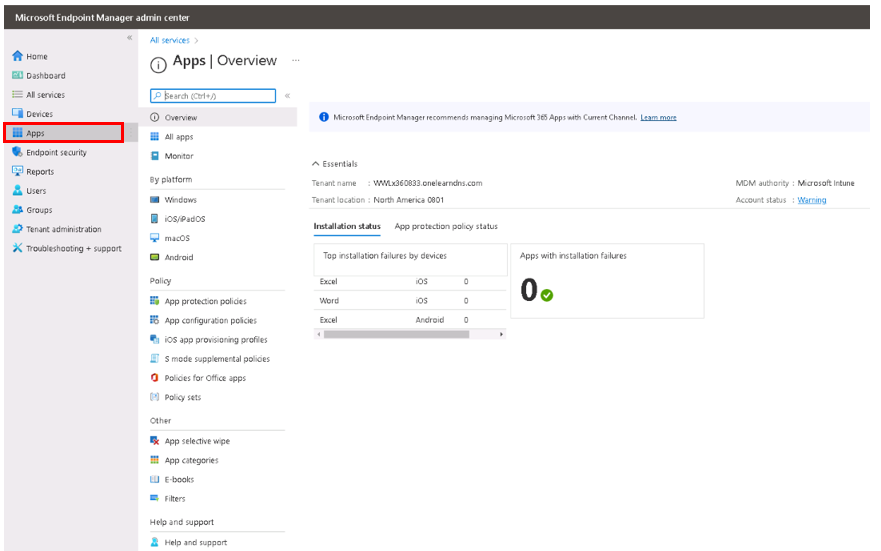 Microsoft Endpoint Manager admin center
«
Home
Dashboard
All services
Devices
Apps
Endpoint security
Reports
Users
Groups
Tenant administration
Troubleshooting + support
All services >
Apps | Overview ...
Search (Ctrl+/)
«
Overview
All apps
Monitor
By platform
Windows
iOS/iPadOS
macOS
Android
Policy
App protection policies
App configuration policies
iOS app provisioning profiles
S mode supplemental policies
Policies for Office apps
Policy sets
Other
App selective wipe
App categories
E-books
Filters
Help and support
Help and support
Microsoft Endpoint Manager recommends managing Microsoft 365 Apps with Current Channel. Learn more
Essentials
Tenant name : WWLx360833.onelearndns.com
MDM authority : Microsoft Intune
Tenant location : North America 0801
Account status : Warning
Installation status App protection policy status
Top installation failures by devices
Excel iOS 0
Word iOS 0
Excel Android 0
Apps with installation failures
0